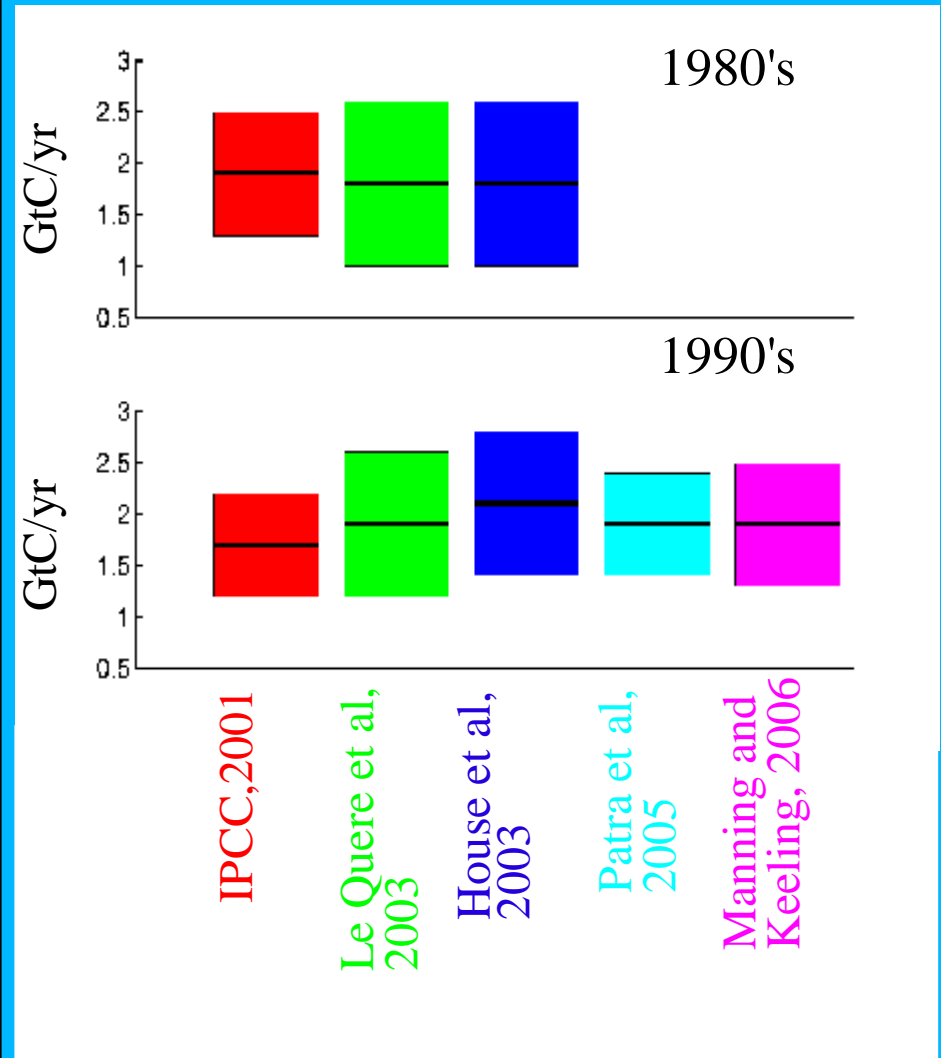 1980's
GtC/yr
3
2.5
2
1.5
1
0.5
1990's
GtC/yr
3
2.5
2
1.5
1
0.5
IPCC,2001
Le Quere et al,
2003
House et al,
2003
Patra et al,
2005
Manning and
Keeling, 2006